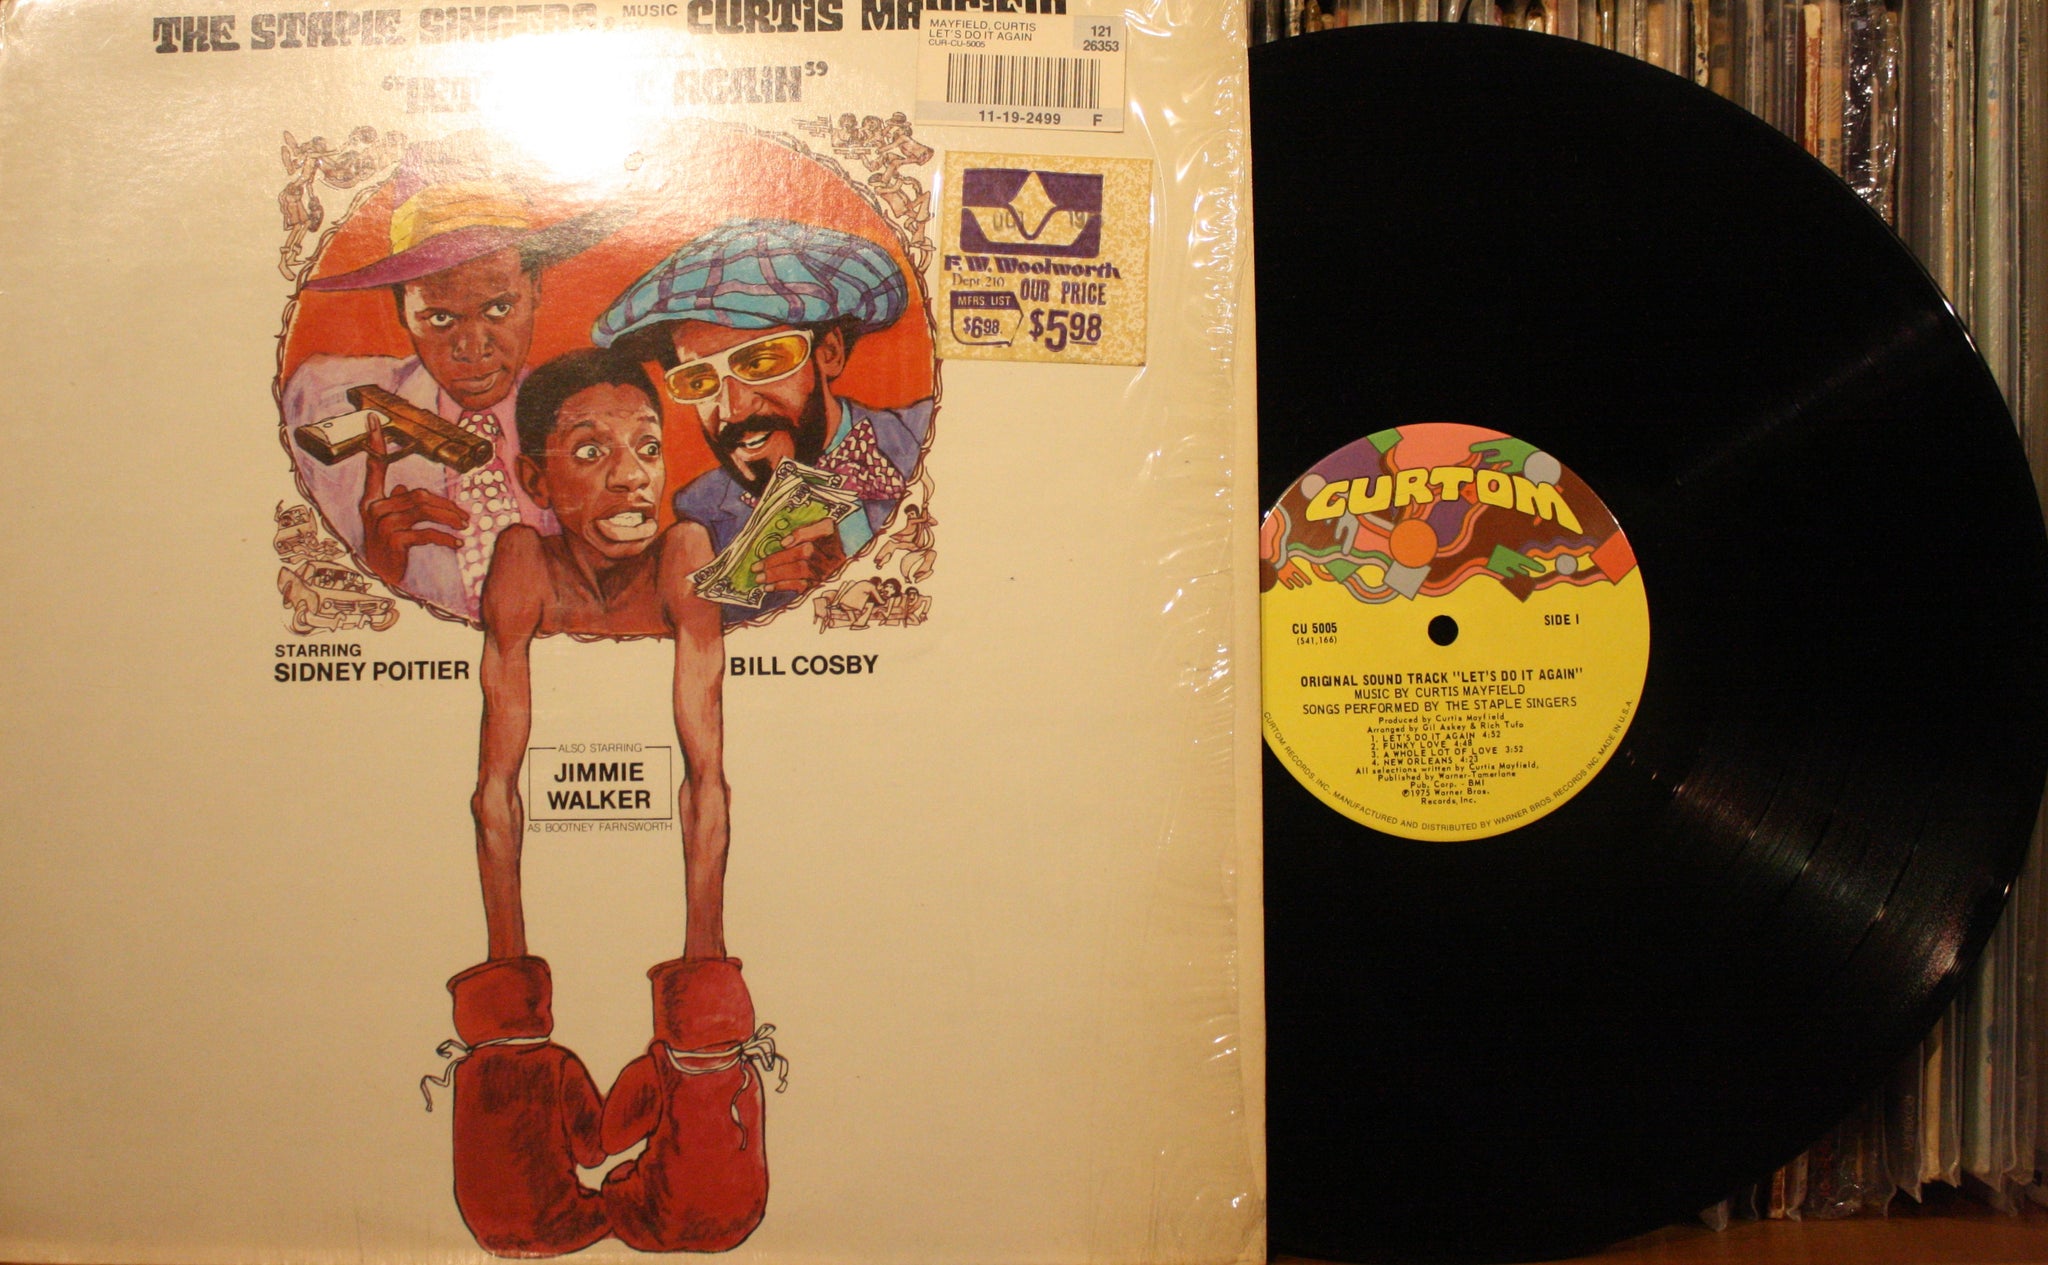 THE STAPLE SINGERS, MUSIC CURTIS MAYFIELD
AGAIN"
MAYFIELD, CURTIS
LET'S DO IT AGAIN
CUR-CU-5005
121
26353
11-19-2499 F
F.W. Woolworth
Dept. 210
MFRS. LIST
$6.98
OUR PRICE
$5.98
STARRING
SIDNEY POITIER
BILL COSBY
ALSO STARRING
JIMMIE
WALKER
AS BOOTNEY FARNSWORTH
CURTOM
CU 5005
(S41,166)
SIDE I
ORIGINAL SOUND TRACK "LET'S DO IT AGAIN"
MUSIC BY CURTIS MAYFIELD
SONGS PERFORMED BY THE STAPLE SINGERS
Produced by Curtis Mayfield
Arranged by Gil Askey & Rich Tufo
1. LET'S DO IT AGAIN 4:52
2. FUNKY LOVE 4:48
3. A WHOLE LOT OF LOVE 3:52
4. NEW ORLEANS 4:23
All selections written by Curtis Mayfield,
Published by Warner-Tamerlane
Pub. Corp. - BMI
℗1975 Warner Bros.
Records, Inc.
CURTOM RECORDS, INC. MANUFACTURED AND DISTRIBUTED BY WARNER BROS. RECORDS INC. MADE IN U.S.A.